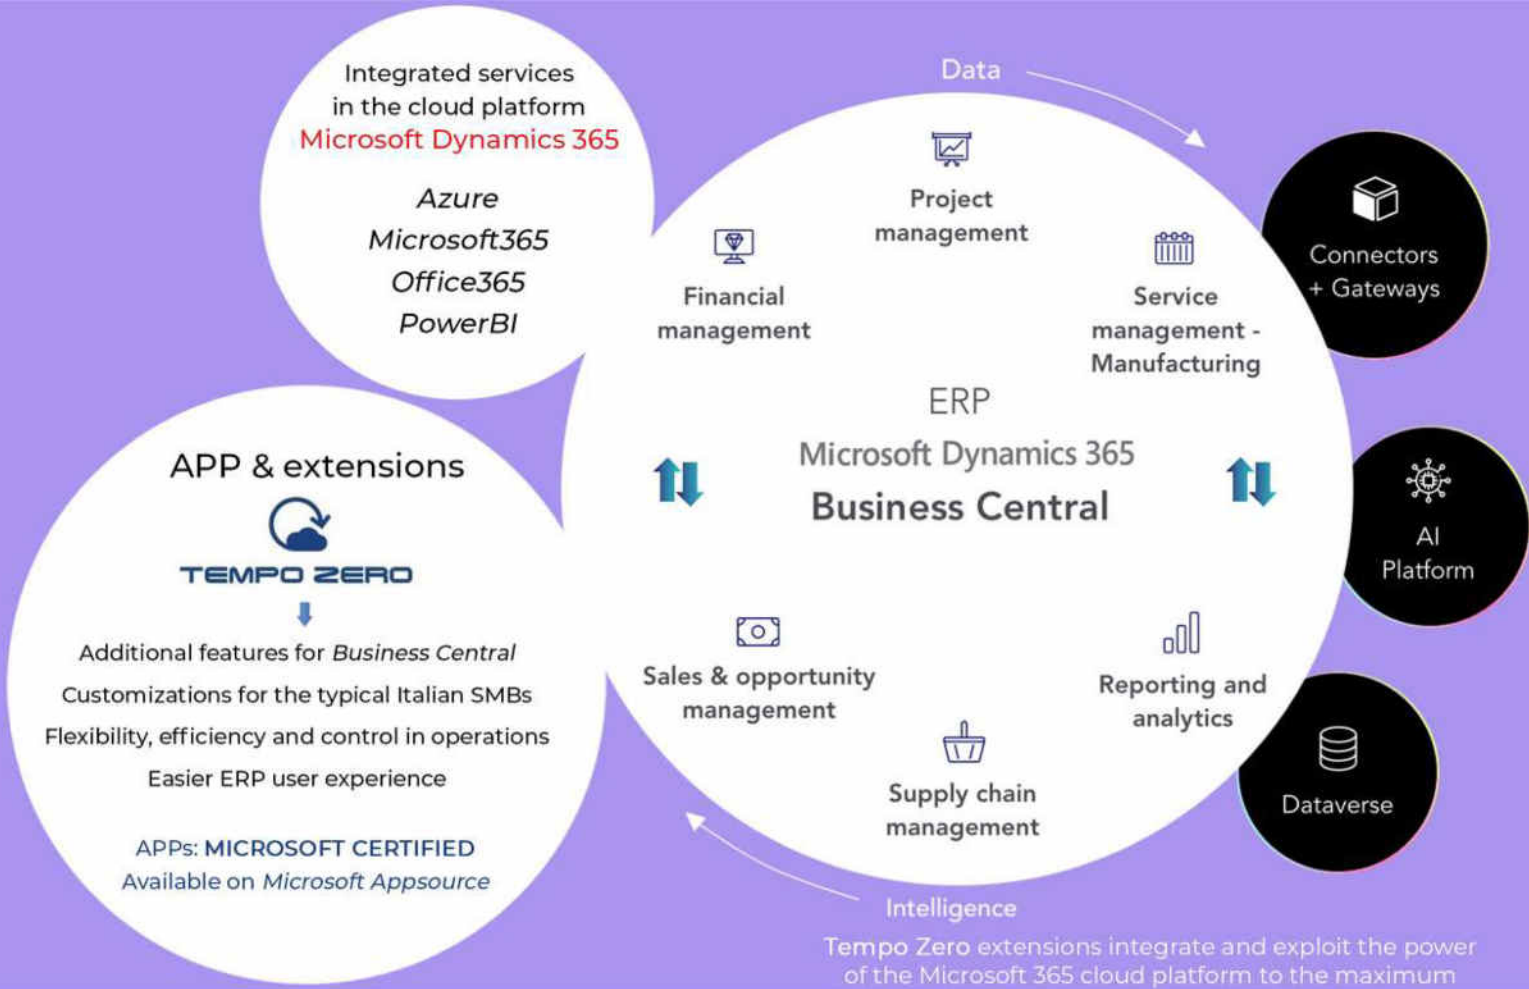 Integrated services
in the cloud platform
Microsoft Dynamics 365
Azure
Microsoft365
Office365
PowerBI
APP & extensions
TEMPO ZERO
Additional features for Business Central
Customizations for the typical Italian SMBs
Flexibility, efficiency and control in operations
Easier ERP user experience
APPs: MICROSOFT CERTIFIED
Available on Microsoft Appsource
Data
Project
management
Financial
management
Service
management -
Manufacturing
ERP
Microsoft Dynamics 365
Business Central
Sales & opportunity
management
Reporting and
analytics
Supply chain
management
Connectors
+ Gateways
AI
Platform
Dataverse
Intelligence
Tempo Zero extensions integrate and exploit the power
of the Microsoft 365 cloud platform to the maximum